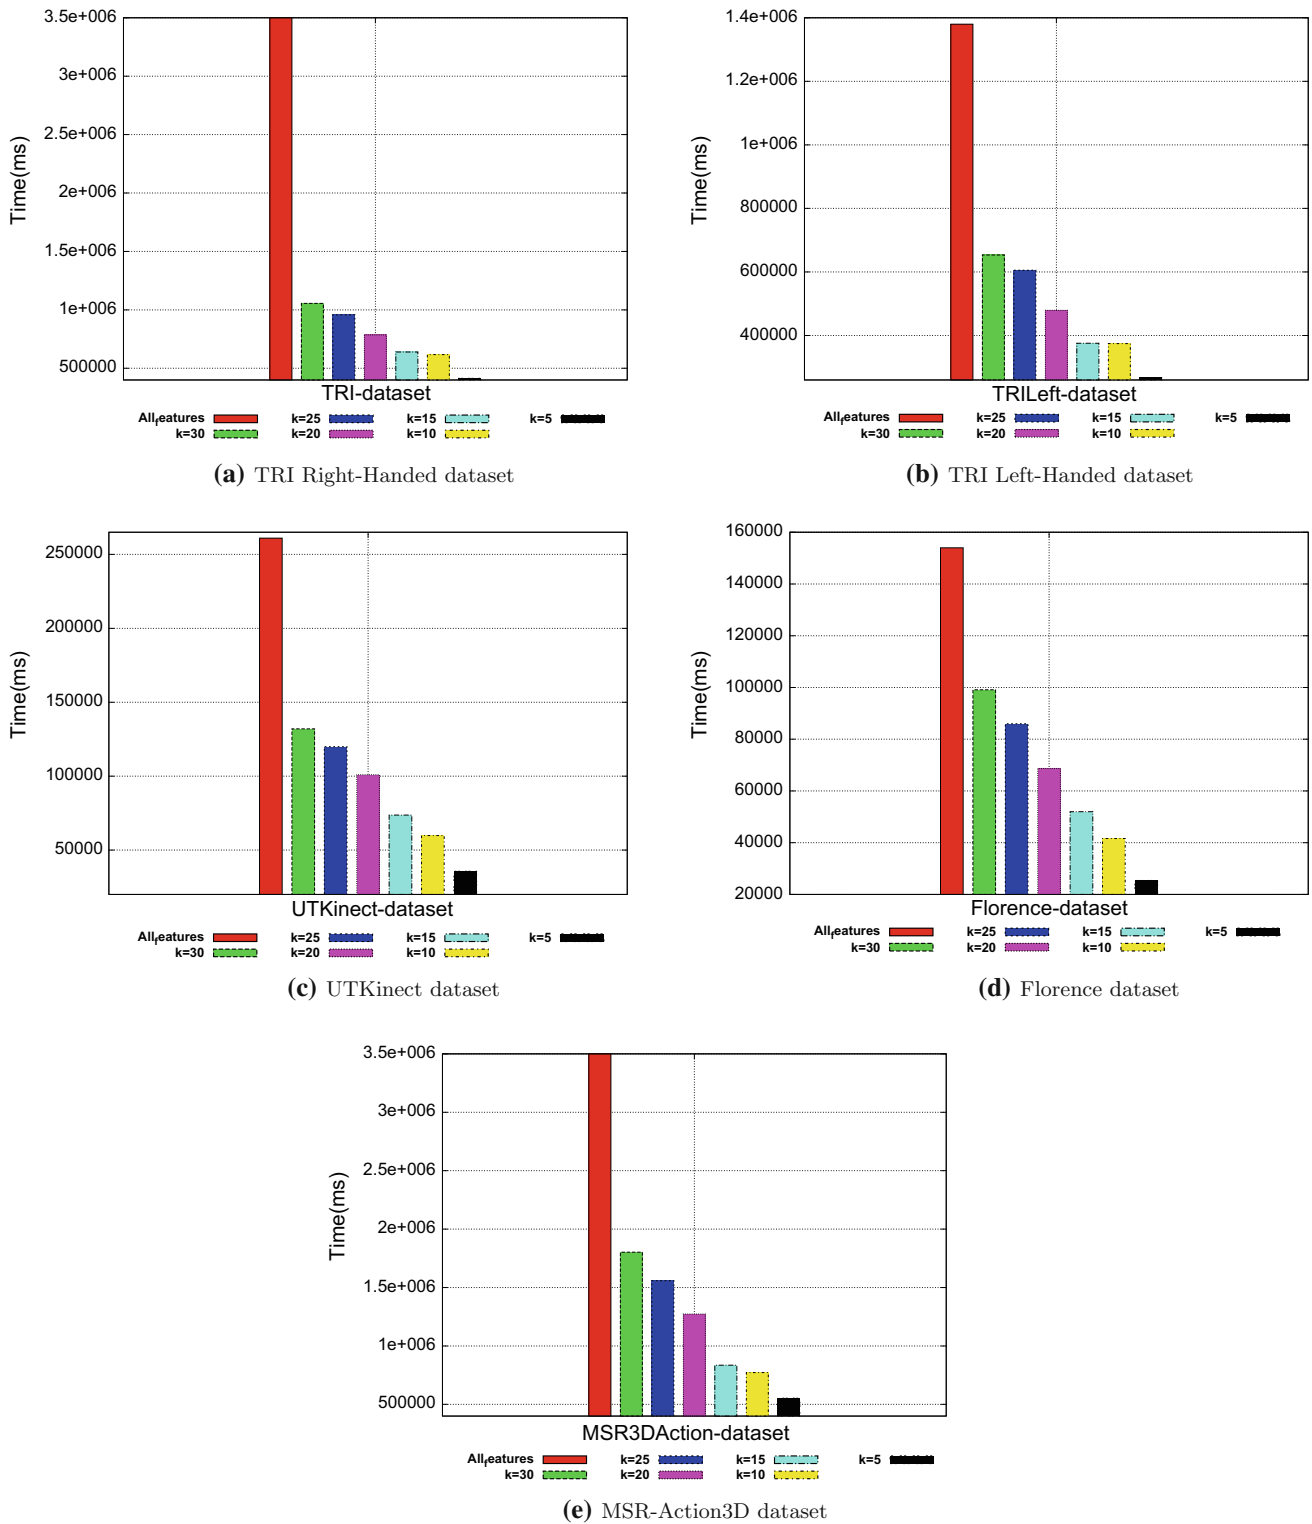 3.5e+006
3e+006
2.5e+006
2e+006
1.5e+006
1e+006
500000
Time(ms)
TRI-dataset
Allfeatures k=25 k=15 k=5
k=30 k=20 k=10
(a) TRI Right-Handed dataset
1.4e+006
1.2e+006
1e+006
800000
600000
400000
Time(ms)
TRILeft-dataset
Allfeatures k=25 k=15 k=5
k=30 k=20 k=10
(b) TRI Left-Handed dataset
250000
200000
150000
100000
50000
Time(ms)
UTKinect-dataset
Allfeatures k=25 k=15 k=5
k=30 k=20 k=10
(c) UTKinect dataset
160000
140000
120000
100000
80000
60000
40000
20000
Time(ms)
Florence-dataset
Allfeatures k=25 k=15 k=5
k=30 k=20 k=10
(d) Florence dataset
3.5e+006
3e+006
2.5e+006
2e+006
1.5e+006
1e+006
500000
Time(ms)
MSR3DAction-dataset
Allfeatures k=25 k=15 k=5
k=30 k=20 k=10
(e) MSR-Action3D dataset